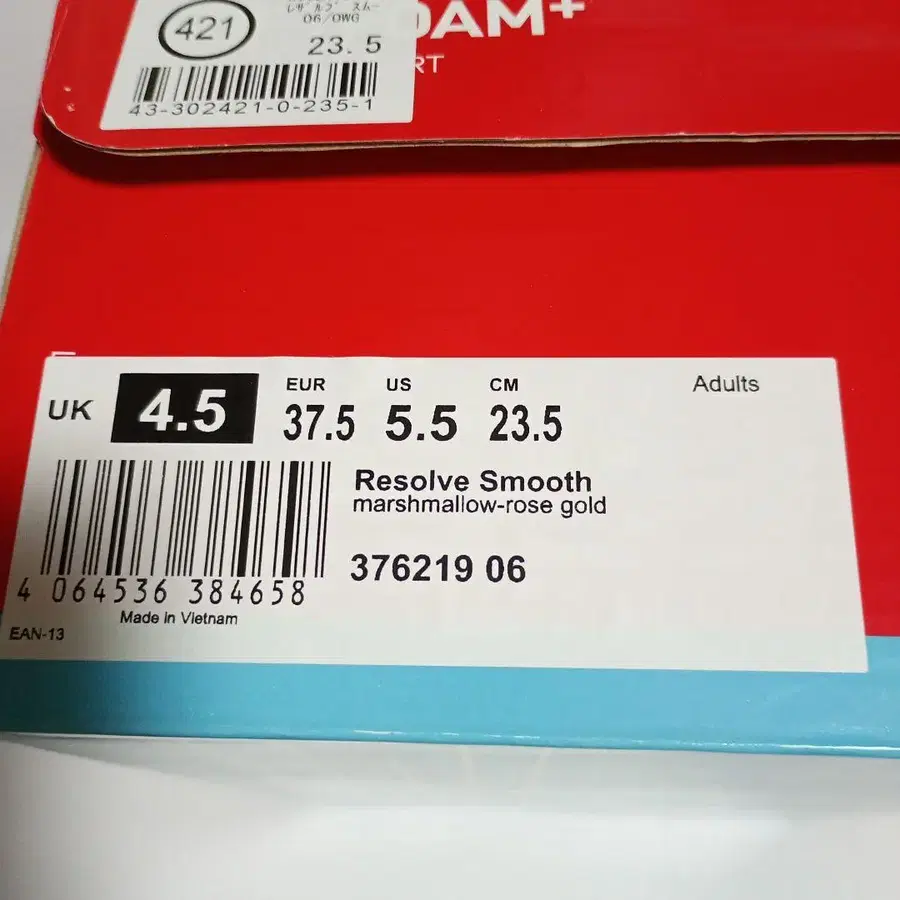 421
06/OWG
23.5
43-302421-0-235-1
OAM+
RT
UK 4.5
EUR 37.5
US 5.5
CM 23.5
Adults
Resolve Smooth
marshmallow-rose gold
376219 06
4 064536 384658
Made in Vietnam
EAN-13